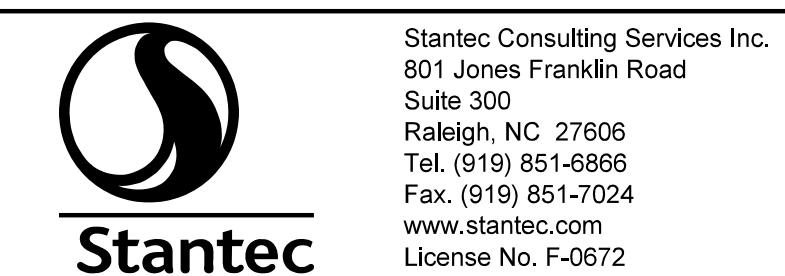 Stantec
Stantec Consulting Services Inc.
801 Jones Franklin Road
Suite 300
Raleigh, NC  27606
Tel. (919) 851-6866
Fax. (919) 851-7024
www.stantec.com
License No. F-0672